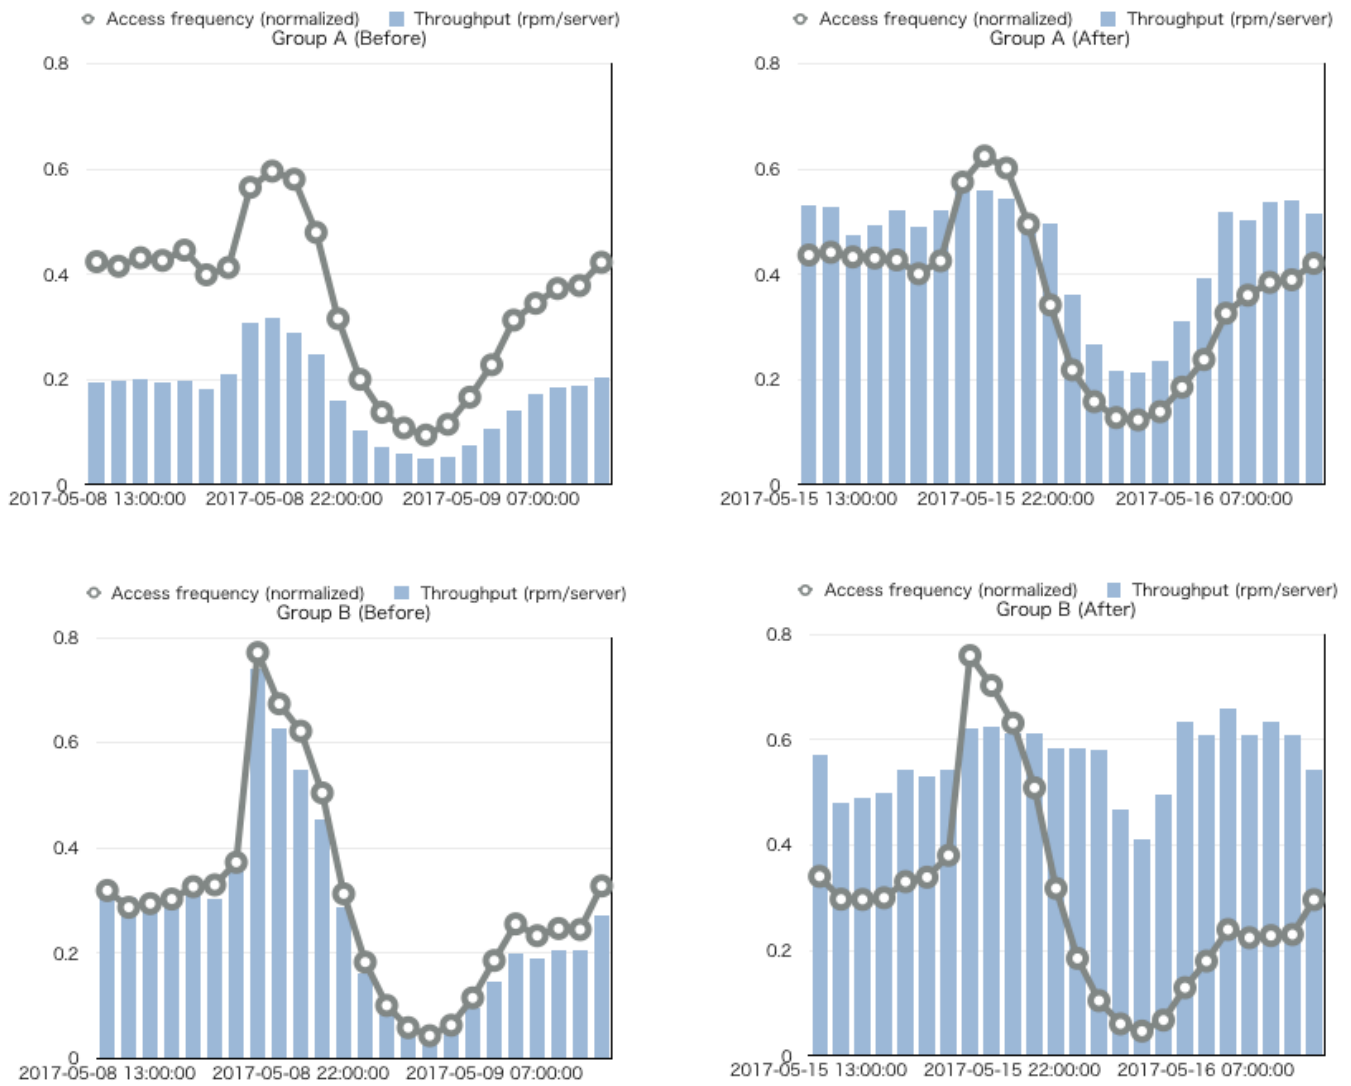 Access frequency (normalized) Throughput (rpm/server)
Group A (Before)
0.8
0.6
0.4
0.2
0
2017-05-08 13:00:00 2017-05-08 22:00:00 2017-05-09 07:00:00
Access frequency (normalized) Throughput (rpm/server)
Group A (After)
0.8
0.6
0.4
0.2
0
2017-05-15 13:00:00 2017-05-15 22:00:00 2017-05-16 07:00:00
Access frequency (normalized) Throughput (rpm/server)
Group B (Before)
0.8
0.6
0.4
0.2
0
2017-05-08 13:00:00 2017-05-08 22:00:00 2017-05-09 07:00:00
Access frequency (normalized) Throughput (rpm/server)
Group B (After)
0.8
0.6
0.4
0.2
0
2017-05-15 13:00:00 2017-05-15 22:00:00 2017-05-16 07:00:00